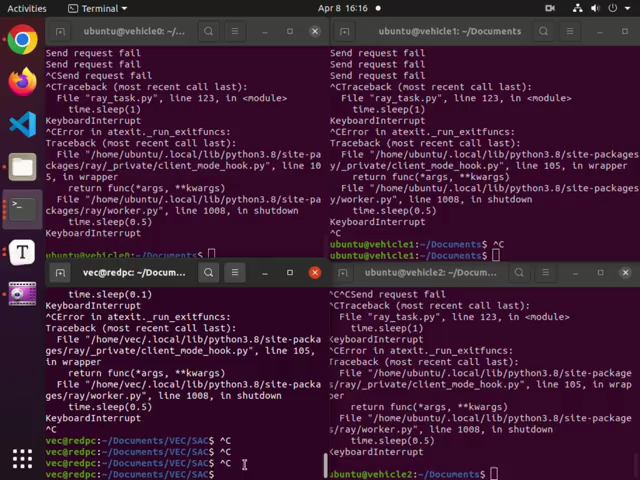 Activities
Terminal
Apr 8 16:16
ubuntu@vehicle0: ~/...
Send request fail
Send request fail
^CSend request fail
^CTraceback (most recent call last):
File "ray_task.py", line 123, in <module>
time.sleep(1)
KeyboardInterrupt
^CError in atexit._run_exitfuncs:
Traceback (most recent call last):
File "/home/ubuntu/.local/lib/python3.8/site-pa
ckages/ray/_private/client_mode_hook.py", line 10
5, in wrapper
return func(*args, **kwargs)
File "/home/ubuntu/.local/lib/python3.8/site-pa
ckages/ray/worker.py", line 1008, in shutdown
time.sleep(0.5)
KeyboardInterrupt
ubuntu@vehicle0:~/Documents$
ubuntu@vehicle1: ~/Documents
Send request fail
Send request fail
Send request fail
^CTraceback (most recent call last):
File "ray_task.py", line 123, in <module>
time.sleep(1)
KeyboardInterrupt
^CError in atexit._run_exitfuncs:
Traceback (most recent call last):
File "/home/ubuntu/.local/lib/python3.8/site-packages
/ray/_private/client_mode_hook.py", line 105, in wrapper
return func(*args, **kwargs)
File "/home/ubuntu/.local/lib/python3.8/site-packages
/ray/worker.py", line 1008, in shutdown
time.sleep(0.5)
KeyboardInterrupt
^C
ubuntu@vehicle1:~/Documents$ ^C
ubuntu@vehicle1:~/Documents$
vec@redpc: ~/Docum...
time.sleep(0.1)
KeyboardInterrupt
^CError in atexit._run_exitfuncs:
Traceback (most recent call last):
File "/home/vec/.local/lib/python3.8/site-packa
ges/ray/_private/client_mode_hook.py", line 105,
in wrapper
return func(*args, **kwargs)
File "/home/vec/.local/lib/python3.8/site-packa
ges/ray/worker.py", line 1008, in shutdown
time.sleep(0.5)
KeyboardInterrupt
^C
vec@redpc:~/Documents/VEC/SAC$ ^C
vec@redpc:~/Documents/VEC/SAC$ ^C
vec@redpc:~/Documents/VEC/SAC$ ^C
vec@redpc:~/Documents/VEC/SAC$
ubuntu@vehicle2: ~/Documents
^C^CSend request fail
^CTraceback (most recent call last):
File "ray_task.py", line 123, in <module>
time.sleep(1)
KeyboardInterrupt
^CError in atexit._run_exitfuncs:
Traceback (most recent call last):
File "/home/ubuntu/.local/lib/python3.8/site-packages
/ray/_private/client_mode_hook.py", line 105, in wrap
per
return func(*args, **kwargs)
File "/home/ubuntu/.local/lib/python3.8/site-packages
/ray/worker.py", line 1008, in shutdown
time.sleep(0.5)
KeyboardInterrupt
ubuntu@vehicle2:~/Documents$